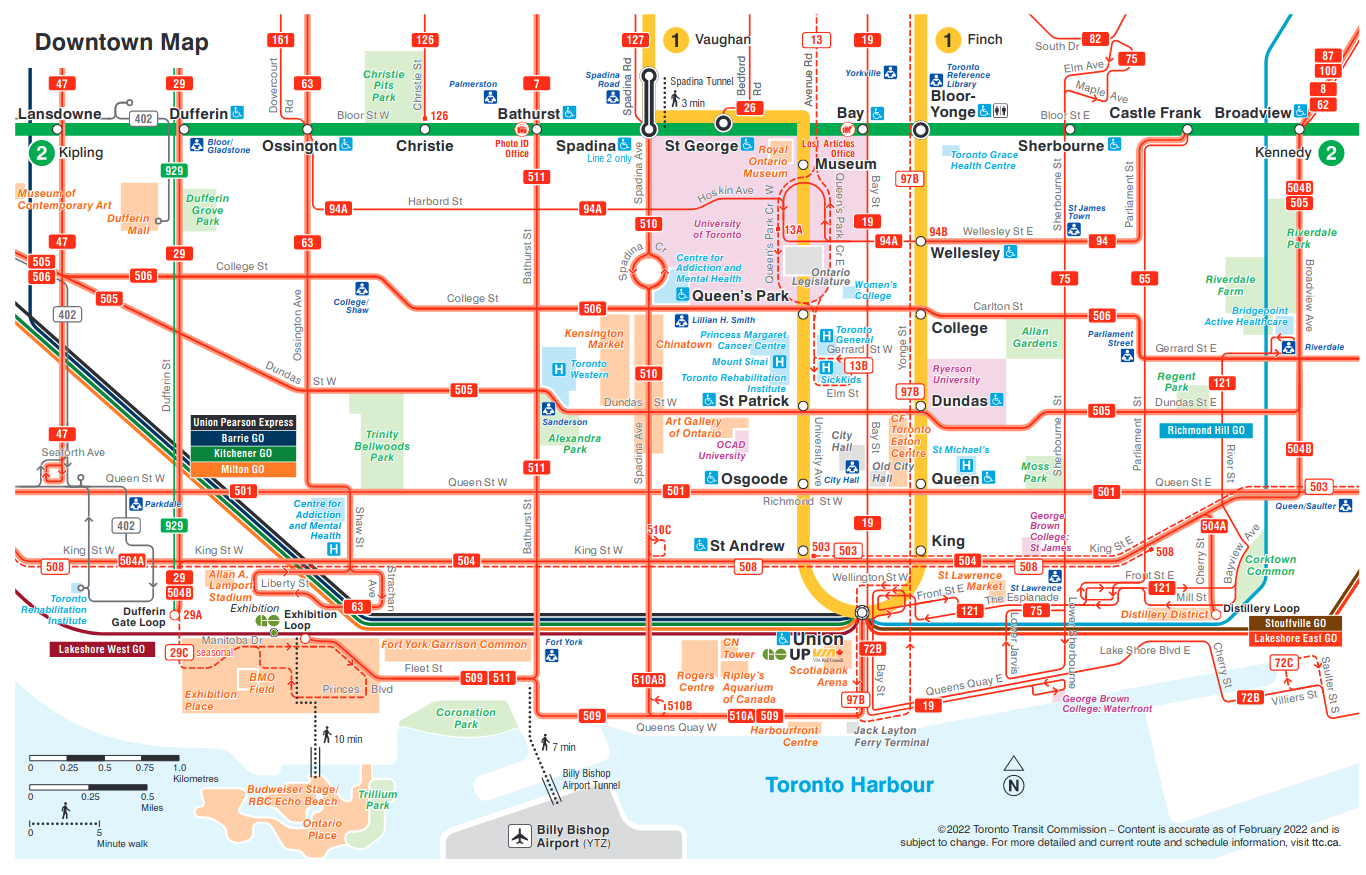 Downtown Map
161
126
127
1 Vaughan
13
19
1 Finch
82
South Dr
75
Elm Ave
Maple Ave
87
100
8
62
47
29
63
7
Dovercourt Rd
Christie St
Christie Pits Park
Palmerston
Spadina Road
Spadina Rd
Spadina Tunnel
3 min
Bedford Rd
26
Avenue Rd
Yorkville
Toronto Reference Library
Lansdowne
402
Dufferin
Bloor St W
126
Bathurst
Bay
Bloor-Yonge
Bloor St E
Castle Frank
Broadview
2 Kipling
Bloor/Gladstone
Ossington
Christie
Photo ID Office
Spadina
Line 2 only
St George
Royal Ontario Museum
Lost Articles Office
Museum
Toronto Grace Health Centre
Sherbourne
Kennedy 2
929
511
97B
Museum of Contemporary Art
Dufferin Mall
Dufferin Grove Park
94A
Harbord St
94A
Hoskin Ave
Spadina Ave
Queen's Park Cr W
Queen's Park Cr E
Bay St
Sherbourne St
Parliament St
St James Town
504B
505
47
29
63
Bathurst St
510
University of Toronto
13A
19
94A
94B
Wellesley St E
94
Wellesley
Riverdale Park
505
506
506
College St
Spadina Cr
Centre for Addiction and Mental Health
Ontario Legislature
Women's College
75
65
Riverdale Farm
Broadview Ave
505
College/Shaw
College St
Queen's Park
402
Ossington Ave
506
Lillian H. Smith
College
Carlton St
506
Bridgepoint Active Healthcare
Kensington Market
Chinatown
Princess Margaret Cancer Centre
Toronto General
Gerrard St W
Yonge St
Allan Gardens
Parliament Street
Gerrard St E
Riverdale
Dufferin St
Dundas St W
505
Toronto Western
510
Mount Sinai
Toronto Rehabilitation Institute
SickKids
13B
Elm St
Ryerson University
Regent Park
121
St Patrick
97B
Dundas
505
Dundas St E
Sanderson
Dundas St W
Union Pearson Express
Barrie GO
Kitchener GO
Milton GO
Trinity Bellwoods Park
Alexandra Park
Art Gallery of Ontario
OCAD University
University Ave
City Hall
Bay St
CF Toronto Eaton Centre
St Michael's
Sherbourne St
Parliament St
Richmond Hill GO
47
Seaforth Ave
511
Spadina Ave
Osgoode
City Hall
Old City Hall
Queen
Moss Park
River St
504B
Queen St W
501
Queen St W
501
Richmond St W
501
Queen St E
503
Queen/Saulter
Parkdale
402
929
Centre for Addiction and Mental Health
Shaw St
Bathurst St
510C
19
George Brown College: St James
504A
King St W
508
504A
King St W
504
King St W
St Andrew
503 503
508
King
504
508
King St E
508
Cherry St
Bayview Ave
Corktown Common
29
504B
Allan A. Lamport Stadium
Liberty St
Strachan Ave
63
Wellington St W
St Lawrence Market
St Lawrence
Front St E
121
Mill St
Toronto Rehabilitation Institute
Dufferin Gate Loop
29A
Exhibition
Exhibition Loop
Front St E
121
The Esplanade
75
Distillery District
Distillery Loop
Stouffville GO
Lakeshore East GO
Lakeshore West GO
29C seasonal
Manitoba Dr
Fort York/Garrison Common
Fort York
Union
UP
VIA Rail Canada
CN Tower
Scotiabank Arena
72B
Lower Jarvis
Lower Sherbourne
Lake Shore Blvd E
72C
BMO Field
Exhibition Place
Princes' Blvd
Fleet St
509 511
510AB
Rogers Centre
Ripley's Aquarium of Canada
Bay St
97B
Queens Quay E
19
George Brown College: Waterfront
Cherry St
72B
Villiers St
Saulter St S
Coronation Park
509
510B
510A 509
Queens Quay W
Harbourfront Centre
Jack Layton Ferry Terminal
10 min
7 min
0 0.25 0.5 0.75 1.0
Kilometres
0 0.25 0.5
Miles
0 5
Minute walk
Budweiser Stage/
RBC Echo Beach
Trillium Park
Ontario Place
Billy Bishop
Airport Tunnel
Billy Bishop
Airport (YTZ)
Toronto Harbour
N
©2022 Toronto Transit Commission – Content is accurate as of February 2022 and is
subject to change. For more detailed and current route and schedule information, visit ttc.ca.